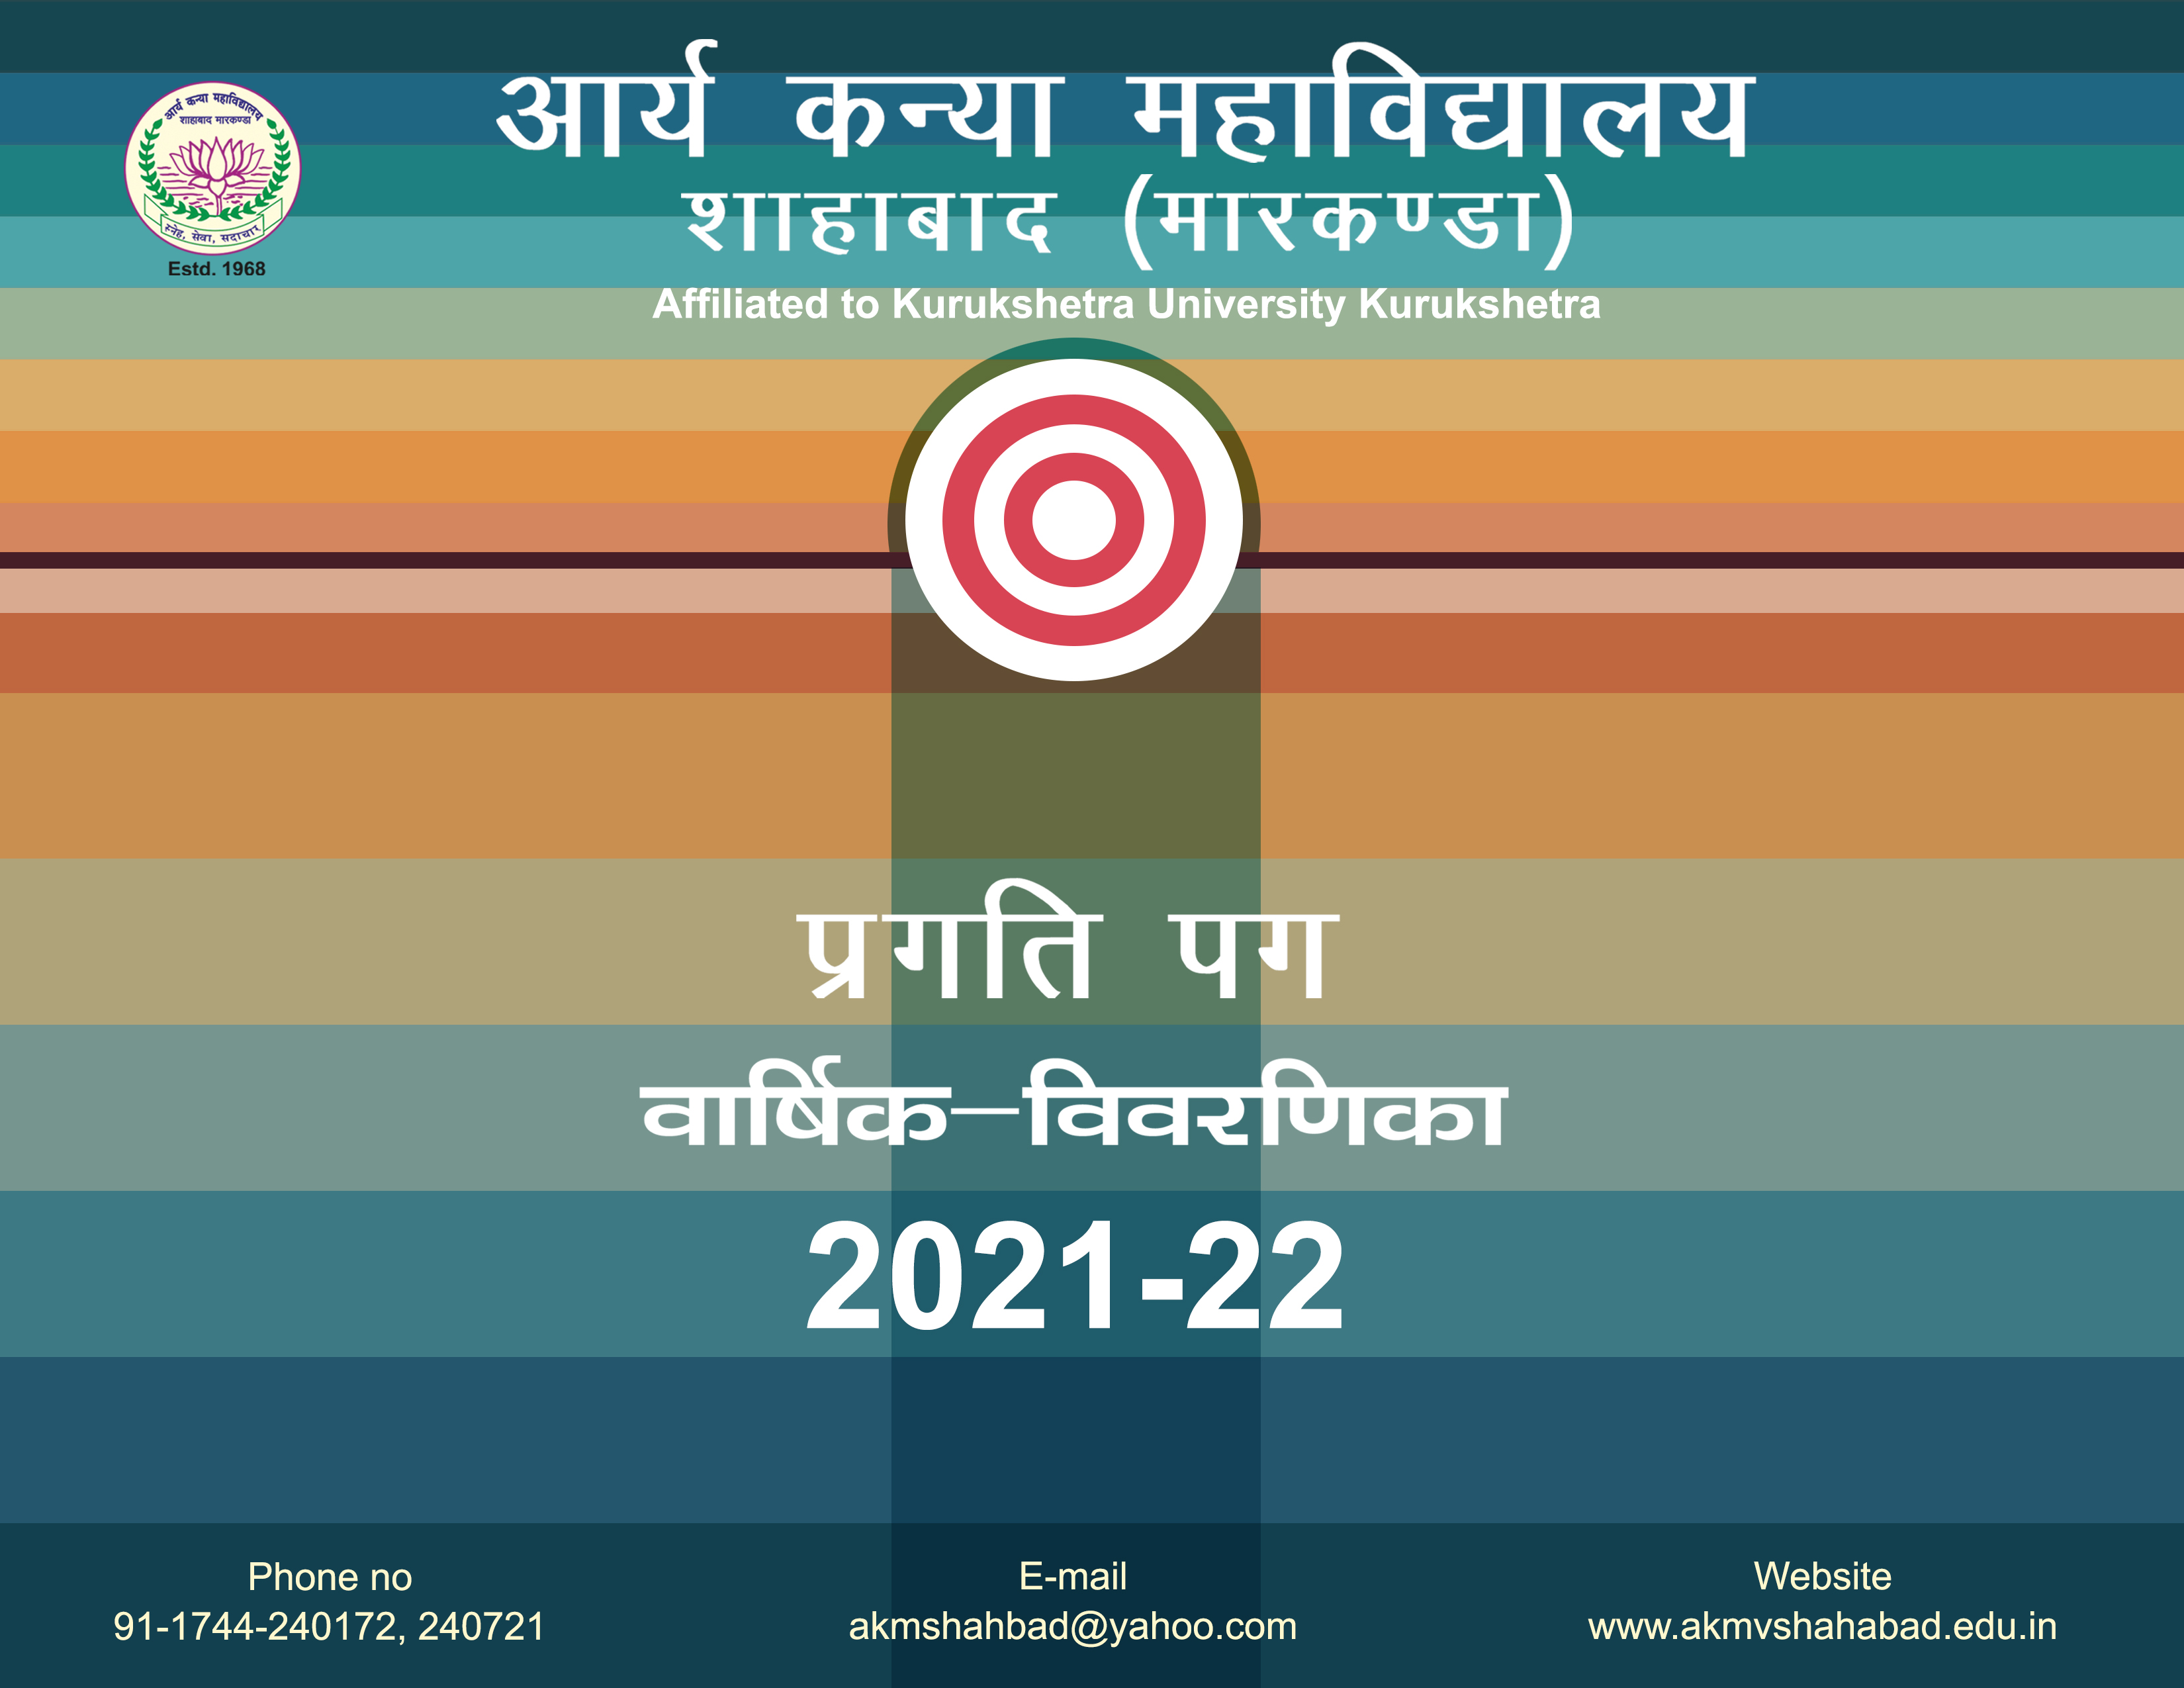 आर्य कन्या महाविद्यालय
शाहाबाद मारकण्डा
स्नेह, सेवा, सदाचार
Estd. 1968
आर्य कन्या महाविद्यालय
शाहाबाद (मारकण्डा)
Affiliated to Kurukshetra University Kurukshetra
प्रगति पग
वार्षिक–विवरणिका
2021-22
Phone no
91-1744-240172, 240721
E-mail
akmshahbad@yahoo.com
Website
www.akmvshahabad.edu.in